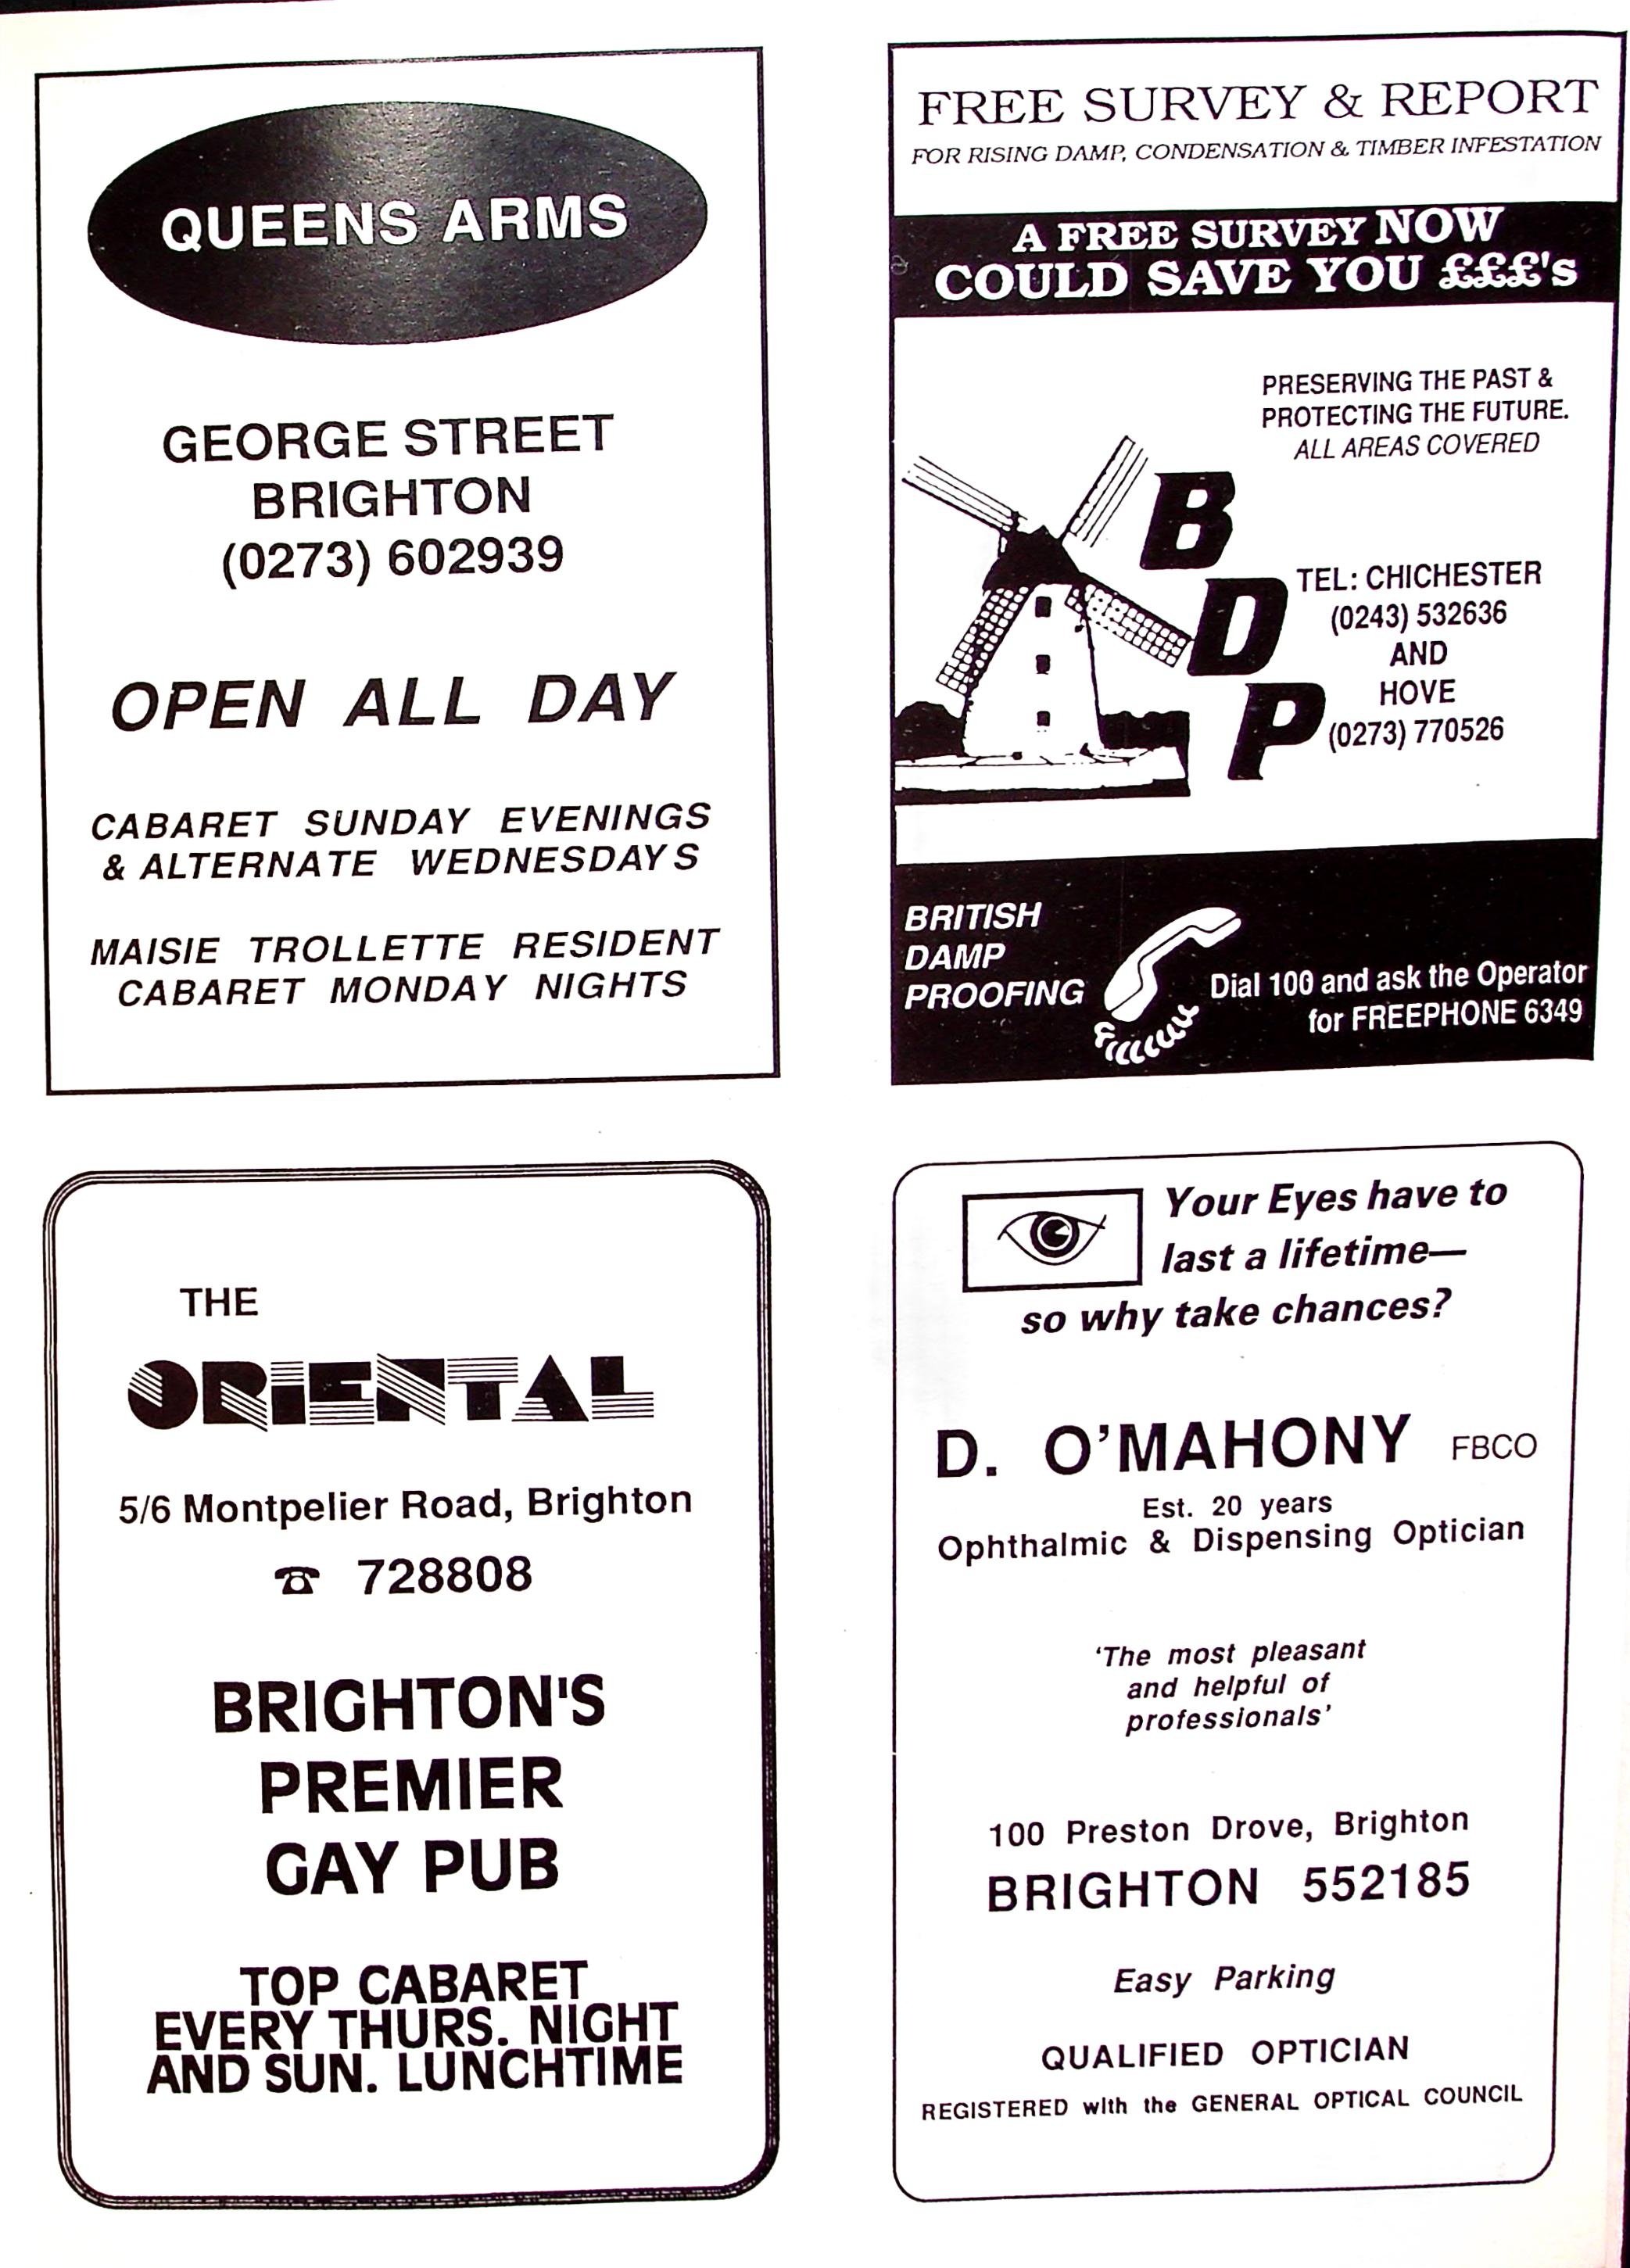 QUEENS ARMS
GEORGE STREET
BRIGHTON
(0273) 602939
OPEN ALL DAY
CABARET SUNDAY EVENINGS
& ALTERNATE WEDNESDAYS
MAISIE TROLLETTE RESIDENT
CABARET MONDAY NIGHTS
FREE SURVEY & REPORT
FOR RISING DAMP, CONDENSATION & TIMBER INFESTATION
A FREE SURVEY NOW
COULD SAVE YOU £££'s
PRESERVING THE PAST &
PROTECTING THE FUTURE.
ALL AREAS COVERED
B
D
P
TEL: CHICHESTER
(0243) 532636
AND
HOVE
(0273) 770526
BRITISH
DAMP
PROOFING
Dial 100 and ask the Operator
for FREEPHONE 6349
THE
ORIENTAL
5/6 Montpelier Road, Brighton
☎ 728808
BRIGHTON'S
PREMIER
GAY PUB
TOP CABARET
EVERY THURS. NIGHT
AND SUN. LUNCHTIME
Your Eyes have to
last a lifetime—
so why take chances?
D. O'MAHONY FBCO
Est. 20 years
Ophthalmic & Dispensing Optician
'The most pleasant
and helpful of
professionals'
100 Preston Drove, Brighton
BRIGHTON 552185
Easy Parking
QUALIFIED OPTICIAN
REGISTERED with the GENERAL OPTICAL COUNCIL